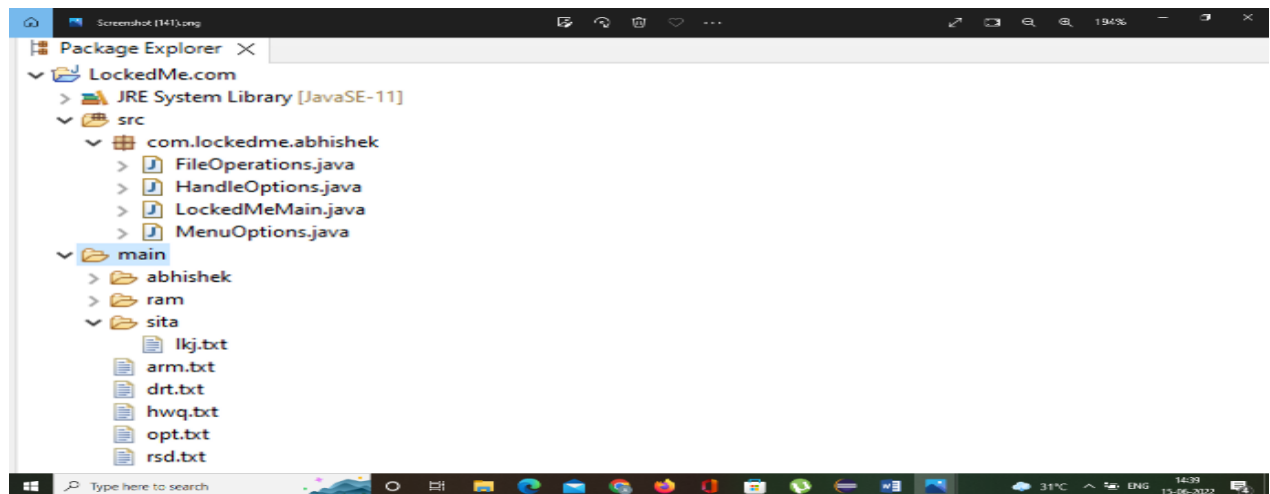 Screenshot (141).png 194%
Package Explorer
LockedMe.com
JRE System Library [JavaSE-11]
src
com.lockedme.abhishek
FileOperations.java
HandleOptions.java
LockedMeMain.java
MenuOptions.java
main
abhishek
ram
sita
lkj.txt
arm.txt
drt.txt
hwq.txt
opt.txt
rsd.txt
Type here to search 31°C ENG 14:39
15-06-2022